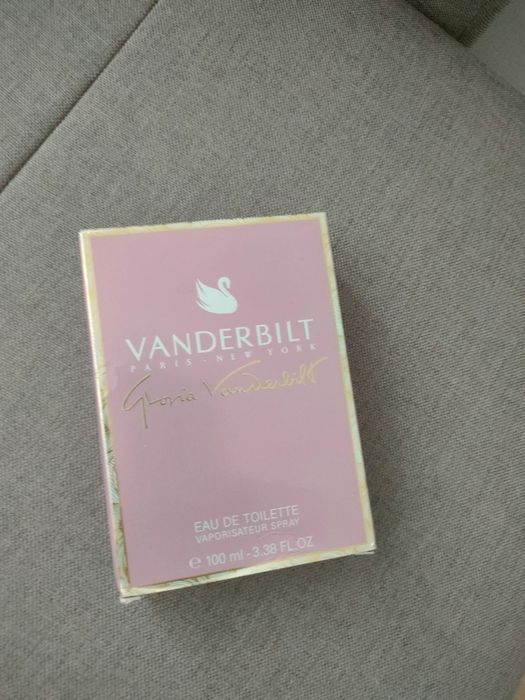 VANDERBILT
PARIS - NEW YORK
Gloria Vanderbilt
EAU DE TOILETTE
VAPORISATEUR SPRAY
℮ 100 ml - 3.38 FL OZ